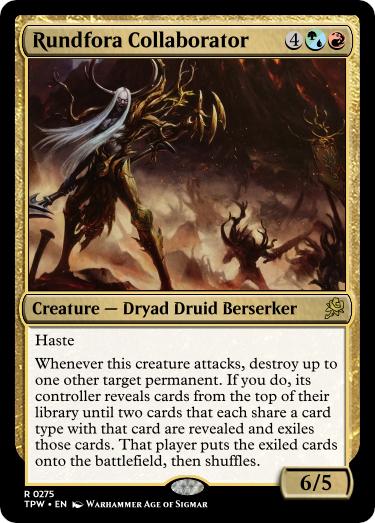 Rundfora Collaborator 4
Creature — Dryad Druid Berserker
Haste
Whenever this creature attacks, destroy up to
one other target permanent. If you do, its
controller reveals cards from the top of their
library until two cards that each share a card
type with that card are revealed and exiles
those cards. That player puts the exiled cards
onto the battlefield, then shuffles.
6/5
R 0275
TPW • EN Warhammer Age of Sigmar